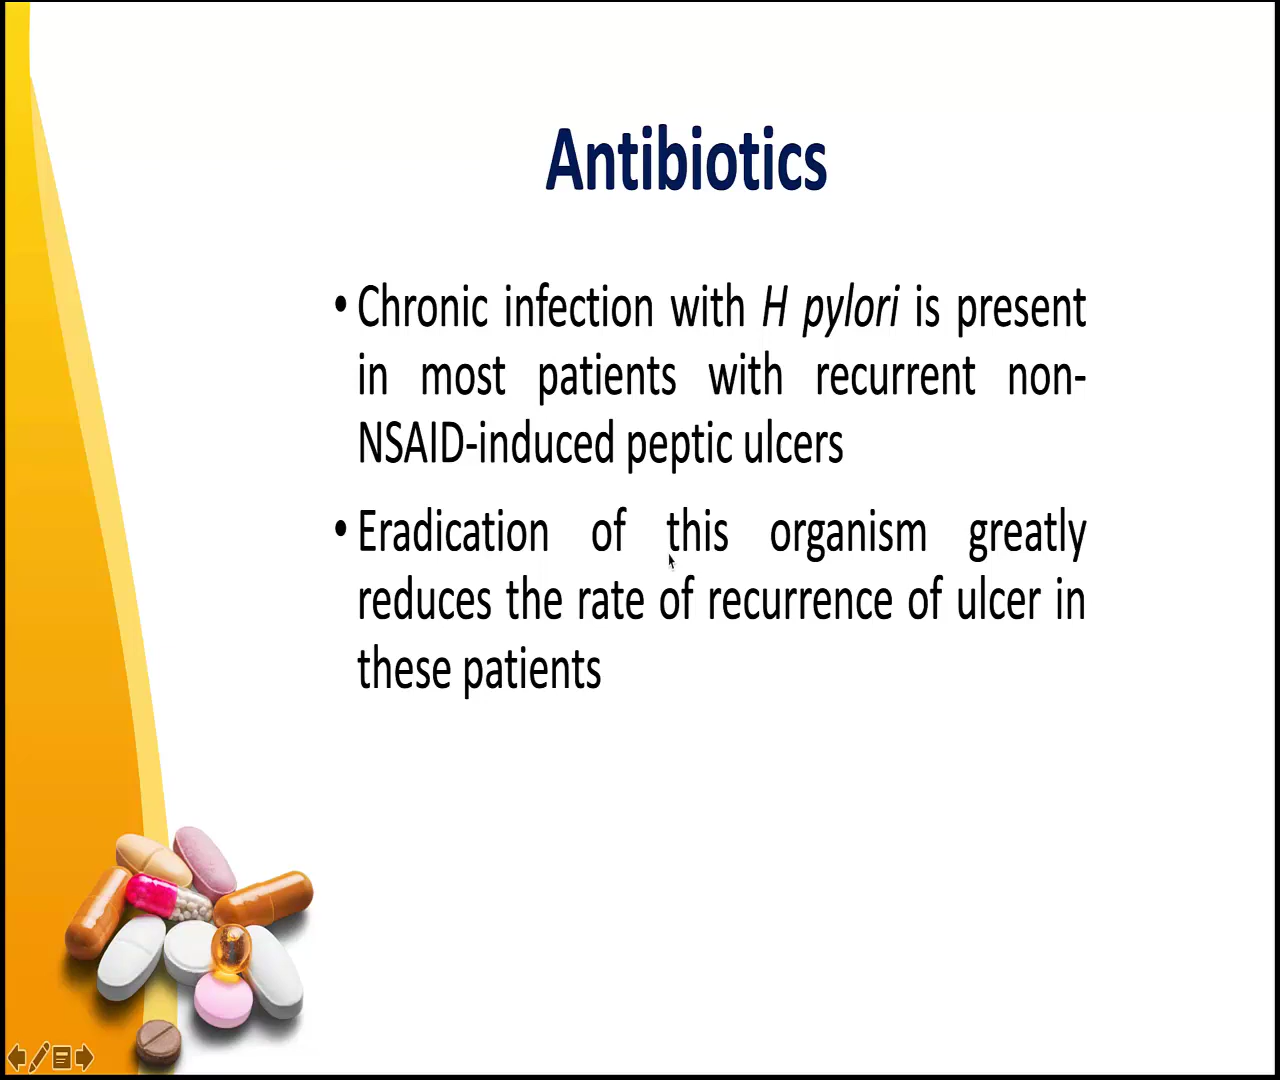 Antibiotics
• Chronic infection with H pylori is present
in most patients with recurrent non-
NSAID-induced peptic ulcers
• Eradication of this organism greatly
reduces the rate of recurrence of ulcer in
these patients